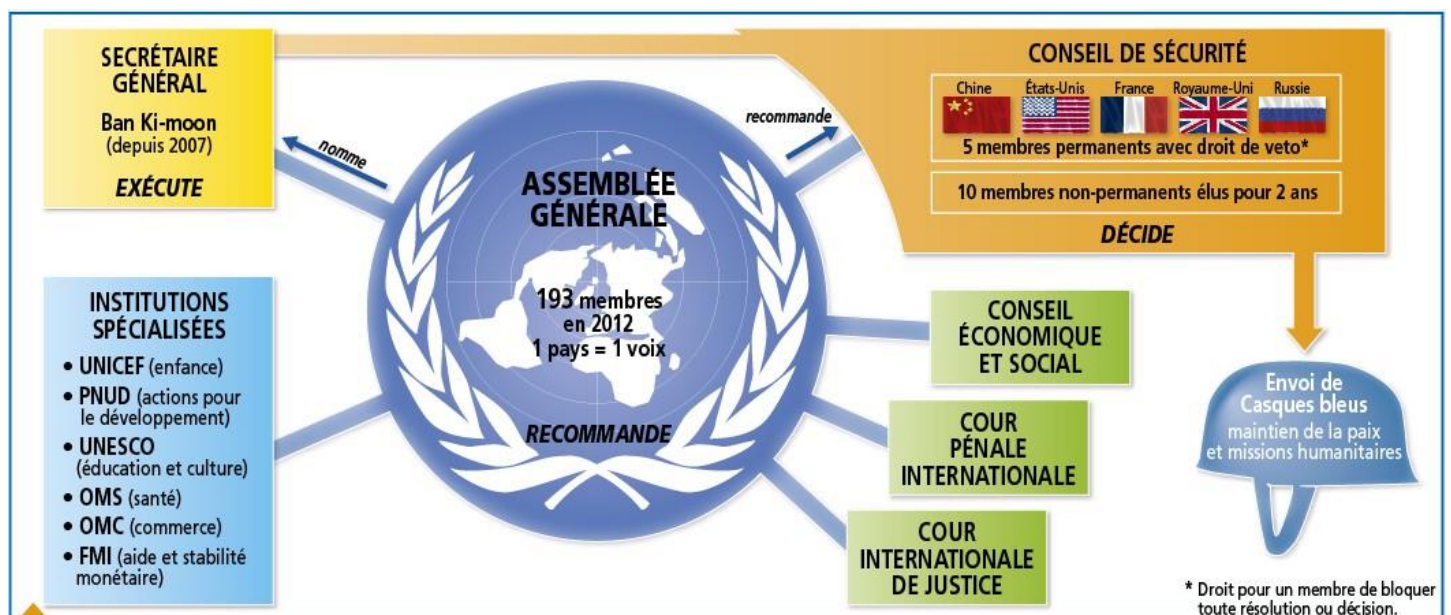 SECRÉTAIRE
GÉNÉRAL
Ban Ki-moon
(depuis 2007)
EXÉCUTE
nomme
recommande
CONSEIL DE SÉCURITÉ
Chine États-Unis France Royaume-Uni Russie
5 membres permanents avec droit de veto*
10 membres non-permanents élus pour 2 ans
DÉCIDE
ASSEMBLÉE
GÉNÉRALE
193 membres
en 2012
1 pays = 1 voix
RECOMMANDE
INSTITUTIONS
SPÉCIALISÉES
• UNICEF (enfance)
• PNUD (actions pour
le développement)
• UNESCO
(éducation et culture)
• OMS (santé)
• OMC (commerce)
• FMI (aide et stabilité
monétaire)
CONSEIL
ÉCONOMIQUE
ET SOCIAL
COUR
PÉNALE
INTERNATIONALE
COUR
INTERNATIONALE
DE JUSTICE
Envoi de
Casques bleus
maintien de la paix
et missions humanitaires
* Droit pour un membre de bloquer
toute résolution ou décision.